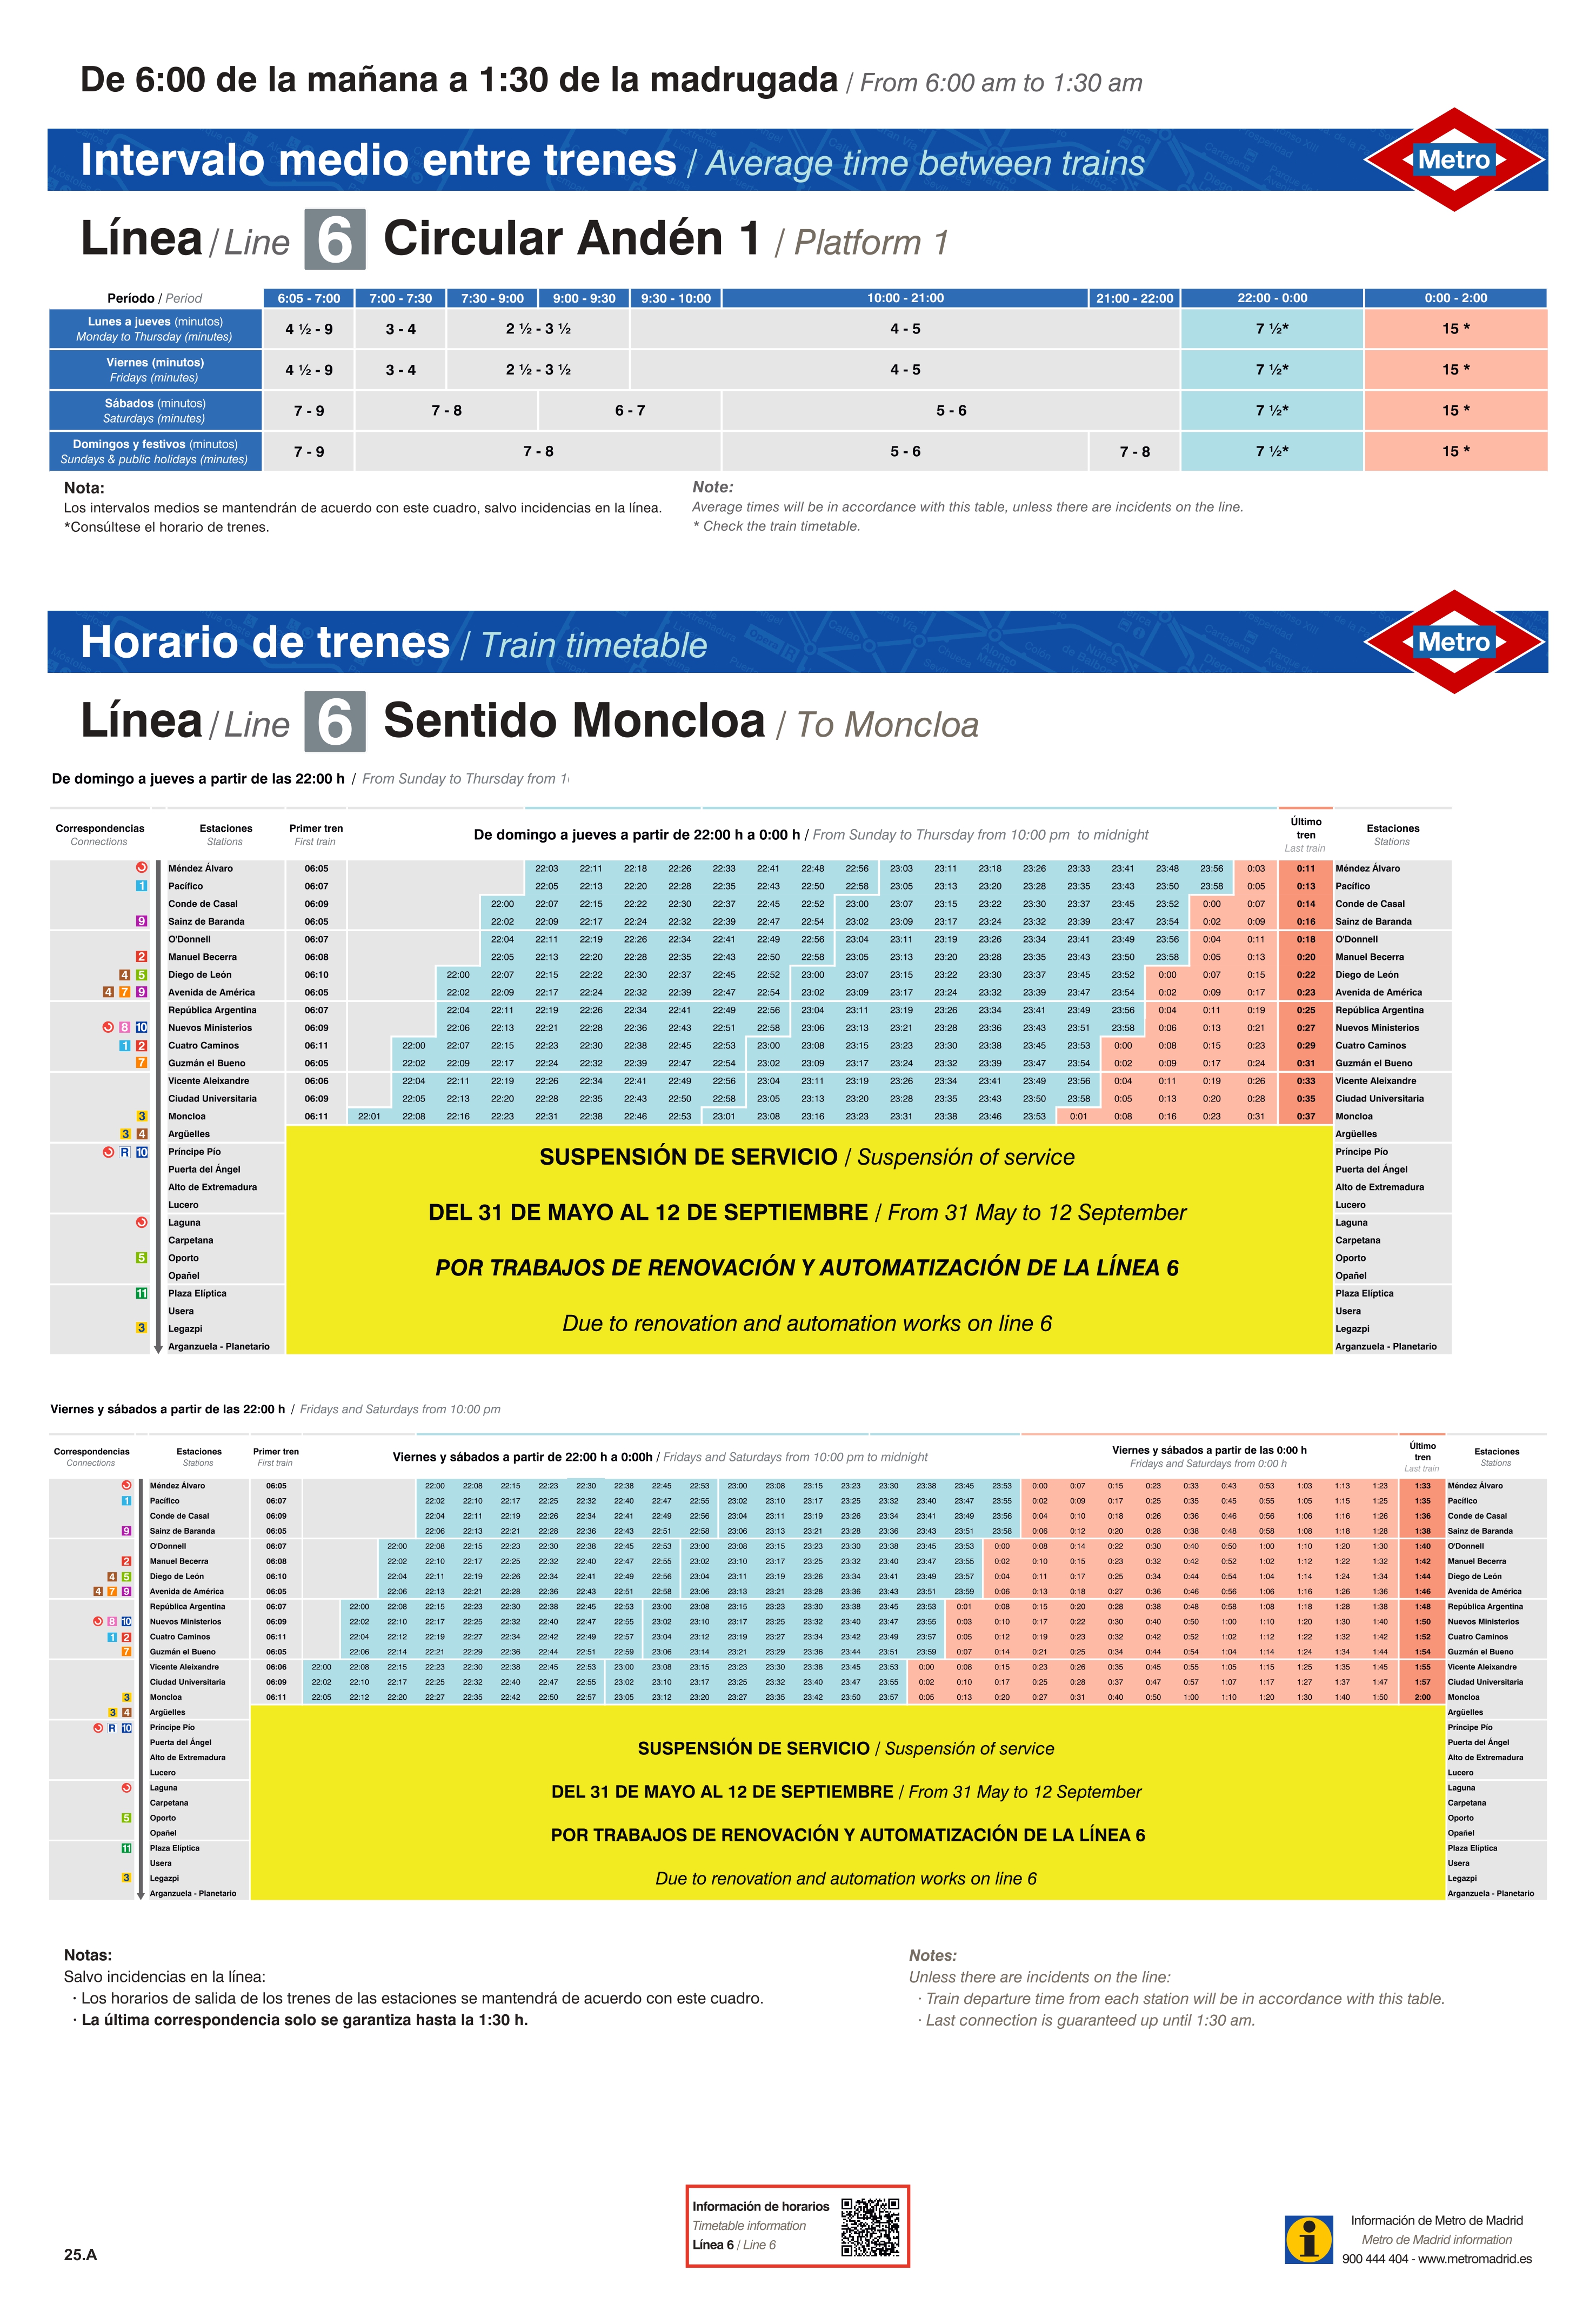 De 6:00 de la mañana a 1:30 de la madrugada / From 6:00 am to 1:30 am
Intervalo medio entre trenes / Average time between trains
Metro
Línea / Line 6 Circular Andén 1 / Platform 1
Período / Period 6:05 - 7:00 7:00 - 7:30 7:30 - 9:00 9:00 - 9:30 9:30 - 10:00 10:00 - 21:00 21:00 - 22:00 22:00 - 0:00 0:00 - 2:00
Lunes a jueves (minutos)
Monday to Thursday (minutes)
4 ½ - 9 3 - 4 2 ½ - 3 ½ 4 - 5 7 ½* 15 *
Viernes (minutos)
Fridays (minutes)
4 ½ - 9 3 - 4 2 ½ - 3 ½ 4 - 5 7 ½* 15 *
Sábados (minutos)
Saturdays (minutes)
7 - 9 7 - 8 6 - 7 5 - 6 7 ½* 15 *
Domingos y festivos (minutos)
Sundays & public holidays (minutes)
7 - 9 7 - 8 5 - 6 7 - 8 7 ½* 15 *
Nota:
Los intervalos medios se mantendrán de acuerdo con este cuadro, salvo incidencias en la línea.
*Consúltese el horario de trenes.
Note:
Average times will be in accordance with this table, unless there are incidents on the line.
* Check the train timetable.
Horario de trenes / Train timetable
Metro
Línea / Line 6 Sentido Moncloa / To Moncloa
De domingo a jueves a partir de las 22:00 h / From Sunday to Thursday from 1
Correspondencias
Connections
Estaciones
Stations
Primer tren
First train
De domingo a jueves a partir de 22:00 h a 0:00 h / From Sunday to Thursday from 10:00 pm to midnight
Último
tren
Last train
Estaciones
Stations
Méndez Álvaro 06:05 22:03 22:11 22:18 22:26 22:33 22:41 22:48 22:56 23:03 23:11 23:18 23:26 23:33 23:41 23:48 23:56 0:03 0:11 Méndez Álvaro
1 Pacífico 06:07 22:05 22:13 22:20 22:28 22:35 22:43 22:50 22:58 23:05 23:13 23:20 23:28 23:35 23:43 23:50 23:58 0:05 0:13 Pacífico
Conde de Casal 06:09 22:00 22:07 22:15 22:22 22:30 22:37 22:45 22:52 23:00 23:07 23:15 23:22 23:30 23:37 23:45 23:52 0:00 0:07 0:14 Conde de Casal
9 Sainz de Baranda 06:05 22:02 22:09 22:17 22:24 22:32 22:39 22:47 22:54 23:02 23:09 23:17 23:24 23:32 23:39 23:47 23:54 0:02 0:09 0:16 Sainz de Baranda
O'Donnell 06:07 22:04 22:11 22:19 22:26 22:34 22:41 22:49 22:56 23:04 23:11 23:19 23:26 23:34 23:41 23:49 23:56 0:04 0:11 0:18 O'Donnell
2 Manuel Becerra 06:08 22:05 22:13 22:20 22:28 22:35 22:43 22:50 22:58 23:05 23:13 23:20 23:28 23:35 23:43 23:50 23:58 0:05 0:13 0:20 Manuel Becerra
4 5 Diego de León 06:10 22:00 22:07 22:15 22:22 22:30 22:37 22:45 22:52 23:00 23:07 23:15 23:22 23:30 23:37 23:45 23:52 0:00 0:07 0:15 0:22 Diego de León
4 7 9 Avenida de América 06:05 22:02 22:09 22:17 22:24 22:32 22:39 22:47 22:54 23:02 23:09 23:17 23:24 23:32 23:39 23:47 23:54 0:02 0:09 0:17 0:23 Avenida de América
República Argentina 06:07 22:04 22:11 22:19 22:26 22:34 22:41 22:49 22:56 23:04 23:11 23:19 23:26 23:34 23:41 23:49 23:56 0:04 0:11 0:19 0:25 República Argentina
8 10 Nuevos Ministerios 06:09 22:06 22:13 22:21 22:28 22:36 22:43 22:51 22:58 23:06 23:13 23:21 23:28 23:36 23:43 23:51 23:58 0:06 0:13 0:21 0:27 Nuevos Ministerios
1 2 Cuatro Caminos 06:11 22:00 22:07 22:15 22:23 22:30 22:38 22:45 22:53 23:00 23:08 23:15 23:23 23:30 23:38 23:45 23:53 0:00 0:08 0:15 0:23 0:29 Cuatro Caminos
7 Guzmán el Bueno 06:05 22:02 22:09 22:17 22:24 22:32 22:39 22:47 22:54 23:02 23:09 23:17 23:24 23:32 23:39 23:47 23:54 0:02 0:09 0:17 0:24 0:31 Guzmán el Bueno
Vicente Aleixandre 06:06 22:04 22:11 22:19 22:26 22:34 22:41 22:49 22:56 23:04 23:11 23:19 23:26 23:34 23:41 23:49 23:56 0:04 0:11 0:19 0:26 0:33 Vicente Aleixandre
Ciudad Universitaria 06:09 22:05 22:13 22:20 22:28 22:35 22:43 22:50 22:58 23:05 23:13 23:20 23:28 23:35 23:43 23:50 23:58 0:05 0:13 0:20 0:28 0:35 Ciudad Universitaria
3 Moncloa 06:11 22:01 22:08 22:16 22:23 22:31 22:38 22:46 22:53 23:01 23:08 23:16 23:23 23:31 23:38 23:46 23:53 0:01 0:08 0:16 0:23 0:31 0:37 Moncloa
3 4 Argüelles Argüelles
R 10 Príncipe Pío Príncipe Pío
Puerta del Ángel Puerta del Ángel
Alto de Extremadura Alto de Extremadura
Lucero Lucero
Laguna Laguna
Carpetana Carpetana
5 Oporto Oporto
Opañel Opañel
11 Plaza Elíptica Plaza Elíptica
Usera Usera
3 Legazpi Legazpi
Arganzuela - Planetario Arganzuela - Planetario
SUSPENSIÓN DE SERVICIO / Suspensión of service
DEL 31 DE MAYO AL 12 DE SEPTIEMBRE / From 31 May to 12 September
POR TRABAJOS DE RENOVACIÓN Y AUTOMATIZACIÓN DE LA LÍNEA 6
Due to renovation and automation works on line 6
Viernes y sábados a partir de las 22:00 h / Fridays and Saturdays from 10:00 pm
Correspondencias
Connections
Estaciones
Stations
Primer tren
First train
Viernes y sábados a partir de 22:00 h a 0:00h / Fridays and Saturdays from 10:00 pm to midnight
Viernes y sábados a partir de las 0:00 h
Fridays and Saturdays from 0:00 h
Último
tren
Last train
Estaciones
Stations
Méndez Álvaro 06:05 22:00 22:08 22:15 22:23 22:30 22:38 22:45 22:53 23:00 23:08 23:15 23:23 23:30 23:38 23:45 23:53 0:00 0:07 0:15 0:23 0:33 0:43 0:53 1:03 1:13 1:23 1:33 Méndez Álvaro
1 Pacífico 06:07 22:02 22:10 22:17 22:25 22:32 22:40 22:47 22:55 23:02 23:10 23:17 23:25 23:32 23:40 23:47 23:55 0:02 0:09 0:17 0:25 0:35 0:45 0:55 1:05 1:15 1:25 1:35 Pacífico
Conde de Casal 06:09 22:04 22:11 22:19 22:26 22:34 22:41 22:49 22:56 23:04 23:11 23:19 23:26 23:34 23:41 23:49 23:56 0:04 0:10 0:18 0:26 0:36 0:46 0:56 1:06 1:16 1:26 1:36 Conde de Casal
9 Sainz de Baranda 06:05 22:06 22:13 22:21 22:28 22:36 22:43 22:51 22:58 23:06 23:13 23:21 23:28 23:36 23:43 23:51 23:58 0:06 0:12 0:20 0:28 0:38 0:48 0:58 1:08 1:18 1:28 1:38 Sainz de Baranda
O'Donnell 06:07 22:00 22:08 22:15 22:23 22:30 22:38 22:45 22:53 23:00 23:08 23:15 23:23 23:30 23:38 23:45 23:53 0:00 0:08 0:14 0:22 0:30 0:40 0:50 1:00 1:10 1:20 1:30 1:40 O'Donnell
2 Manuel Becerra 06:08 22:02 22:10 22:17 22:25 22:32 22:40 22:47 22:55 23:02 23:10 23:17 23:25 23:32 23:40 23:47 23:55 0:02 0:10 0:15 0:23 0:32 0:42 0:52 1:02 1:12 1:22 1:32 1:42 Manuel Becerra
4 5 Diego de León 06:10 22:04 22:11 22:19 22:26 22:34 22:41 22:49 22:56 23:04 23:11 23:19 23:26 23:34 23:41 23:49 23:57 0:04 0:11 0:17 0:25 0:34 0:44 0:54 1:04 1:14 1:24 1:34 1:44 Diego de León
4 7 9 Avenida de América 06:05 22:06 22:13 22:21 22:28 22:36 22:43 22:51 22:58 23:06 23:13 23:21 23:28 23:36 23:43 23:51 23:59 0:06 0:13 0:18 0:27 0:36 0:46 0:56 1:06 1:16 1:26 1:36 1:46 Avenida de América
República Argentina 06:07 22:00 22:08 22:15 22:23 22:30 22:38 22:45 22:53 23:00 23:08 23:15 23:23 23:30 23:38 23:45 23:53 0:01 0:08 0:15 0:20 0:28 0:38 0:48 0:58 1:08 1:18 1:28 1:38 1:48 República Argentina
8 10 Nuevos Ministerios 06:09 22:02 22:10 22:17 22:25 22:32 22:40 22:47 22:55 23:02 23:10 23:17 23:25 23:32 23:40 23:47 23:55 0:03 0:10 0:17 0:22 0:30 0:40 0:50 1:00 1:10 1:20 1:30 1:40 1:50 Nuevos Ministerios
1 2 Cuatro Caminos 06:11 22:04 22:12 22:19 22:27 22:34 22:42 22:49 22:57 23:04 23:12 23:19 23:27 23:34 23:42 23:49 23:57 0:05 0:12 0:19 0:23 0:32 0:42 0:52 1:02 1:12 1:22 1:32 1:42 1:52 Cuatro Caminos
7 Guzmán el Bueno 06:05 22:06 22:14 22:21 22:29 22:36 22:44 22:51 22:59 23:06 23:14 23:21 23:29 23:36 23:44 23:51 23:59 0:07 0:14 0:21 0:25 0:34 0:44 0:54 1:04 1:14 1:24 1:34 1:44 1:54 Guzmán el Bueno
Vicente Aleixandre 06:06 22:00 22:08 22:15 22:23 22:30 22:38 22:45 22:53 23:00 23:08 23:15 23:23 23:30 23:38 23:45 23:53 0:00 0:08 0:15 0:23 0:26 0:35 0:45 0:55 1:05 1:15 1:25 1:35 1:45 1:55 Vicente Aleixandre
Ciudad Universitaria 06:09 22:02 22:10 22:17 22:25 22:32 22:40 22:47 22:55 23:02 23:10 23:17 23:25 23:32 23:40 23:47 23:55 0:02 0:10 0:17 0:25 0:28 0:37 0:47 0:57 1:07 1:17 1:27 1:37 1:47 1:57 Ciudad Universitaria
3 Moncloa 06:11 22:05 22:12 22:20 22:27 22:35 22:42 22:50 22:57 23:05 23:12 23:20 23:27 23:35 23:42 23:50 23:57 0:05 0:13 0:20 0:27 0:31 0:40 0:50 1:00 1:10 1:20 1:30 1:40 1:50 2:00 Moncloa
3 4 Argüelles Argüelles
R 10 Príncipe Pío Príncipe Pío
Puerta del Ángel Puerta del Ángel
Alto de Extremadura Alto de Extremadura
Lucero Lucero
Laguna Laguna
Carpetana Carpetana
5 Oporto Oporto
Opañel Opañel
11 Plaza Elíptica Plaza Elíptica
Usera Usera
3 Legazpi Legazpi
Arganzuela - Planetario Arganzuela - Planetario
SUSPENSIÓN DE SERVICIO / Suspensión of service
DEL 31 DE MAYO AL 12 DE SEPTIEMBRE / From 31 May to 12 September
POR TRABAJOS DE RENOVACIÓN Y AUTOMATIZACIÓN DE LA LÍNEA 6
Due to renovation and automation works on line 6
Notas:
Salvo incidencias en la línea:
· Los horarios de salida de los trenes de las estaciones se mantendrá de acuerdo con este cuadro.
· La última correspondencia solo se garantiza hasta la 1:30 h.
Notes:
Unless there are incidents on the line:
· Train departure time from each station will be in accordance with this table.
· Last connection is guaranteed up until 1:30 am.
25.A
Información de horarios
Timetable information
Línea 6 / Line 6
i
Información de Metro de Madrid
Metro de Madrid information
900 444 404 - www.metromadrid.es